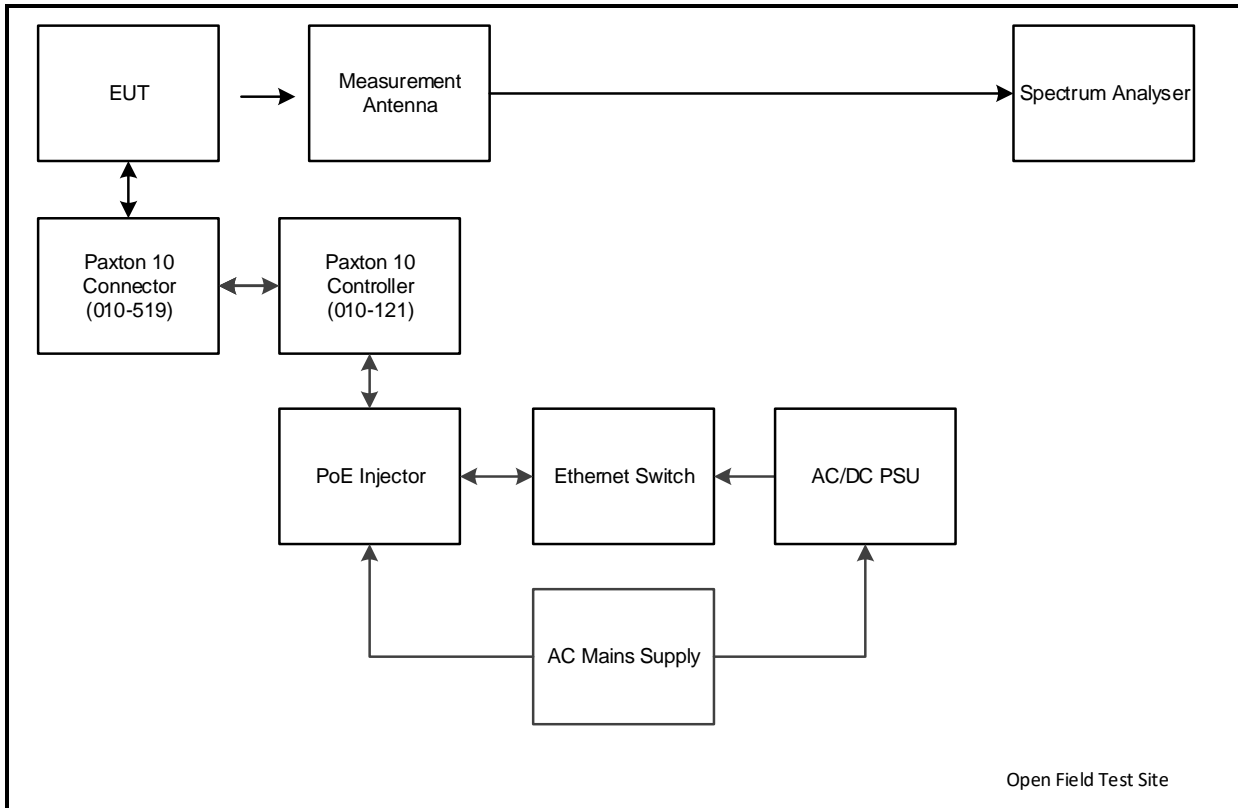 EUT
Measurement
Antenna
Spectrum Analyser
Paxton 10
Connector
(010-519)
Paxton 10
Controller
(010-121)
PoE Injector
Ethernet Switch
AC/DC PSU
AC Mains Supply
Open Field Test Site